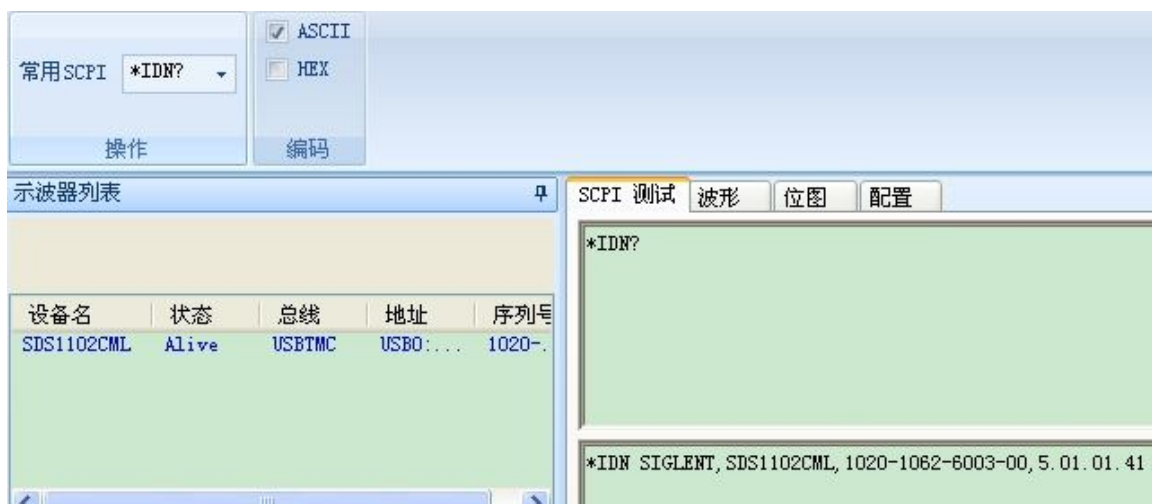 常用SCPI *IDN?
ASCII
HEX
操作
编码
示波器列表
设备名 状态 总线 地址 序列号
SDS1102CML Alive USBTMC USB0:... 1020-.
SCPI 测试 波形 位图 配置
*IDN?
*IDN SIGLENT,SDS1102CML,1020-1062-6003-00,5.01.01.41